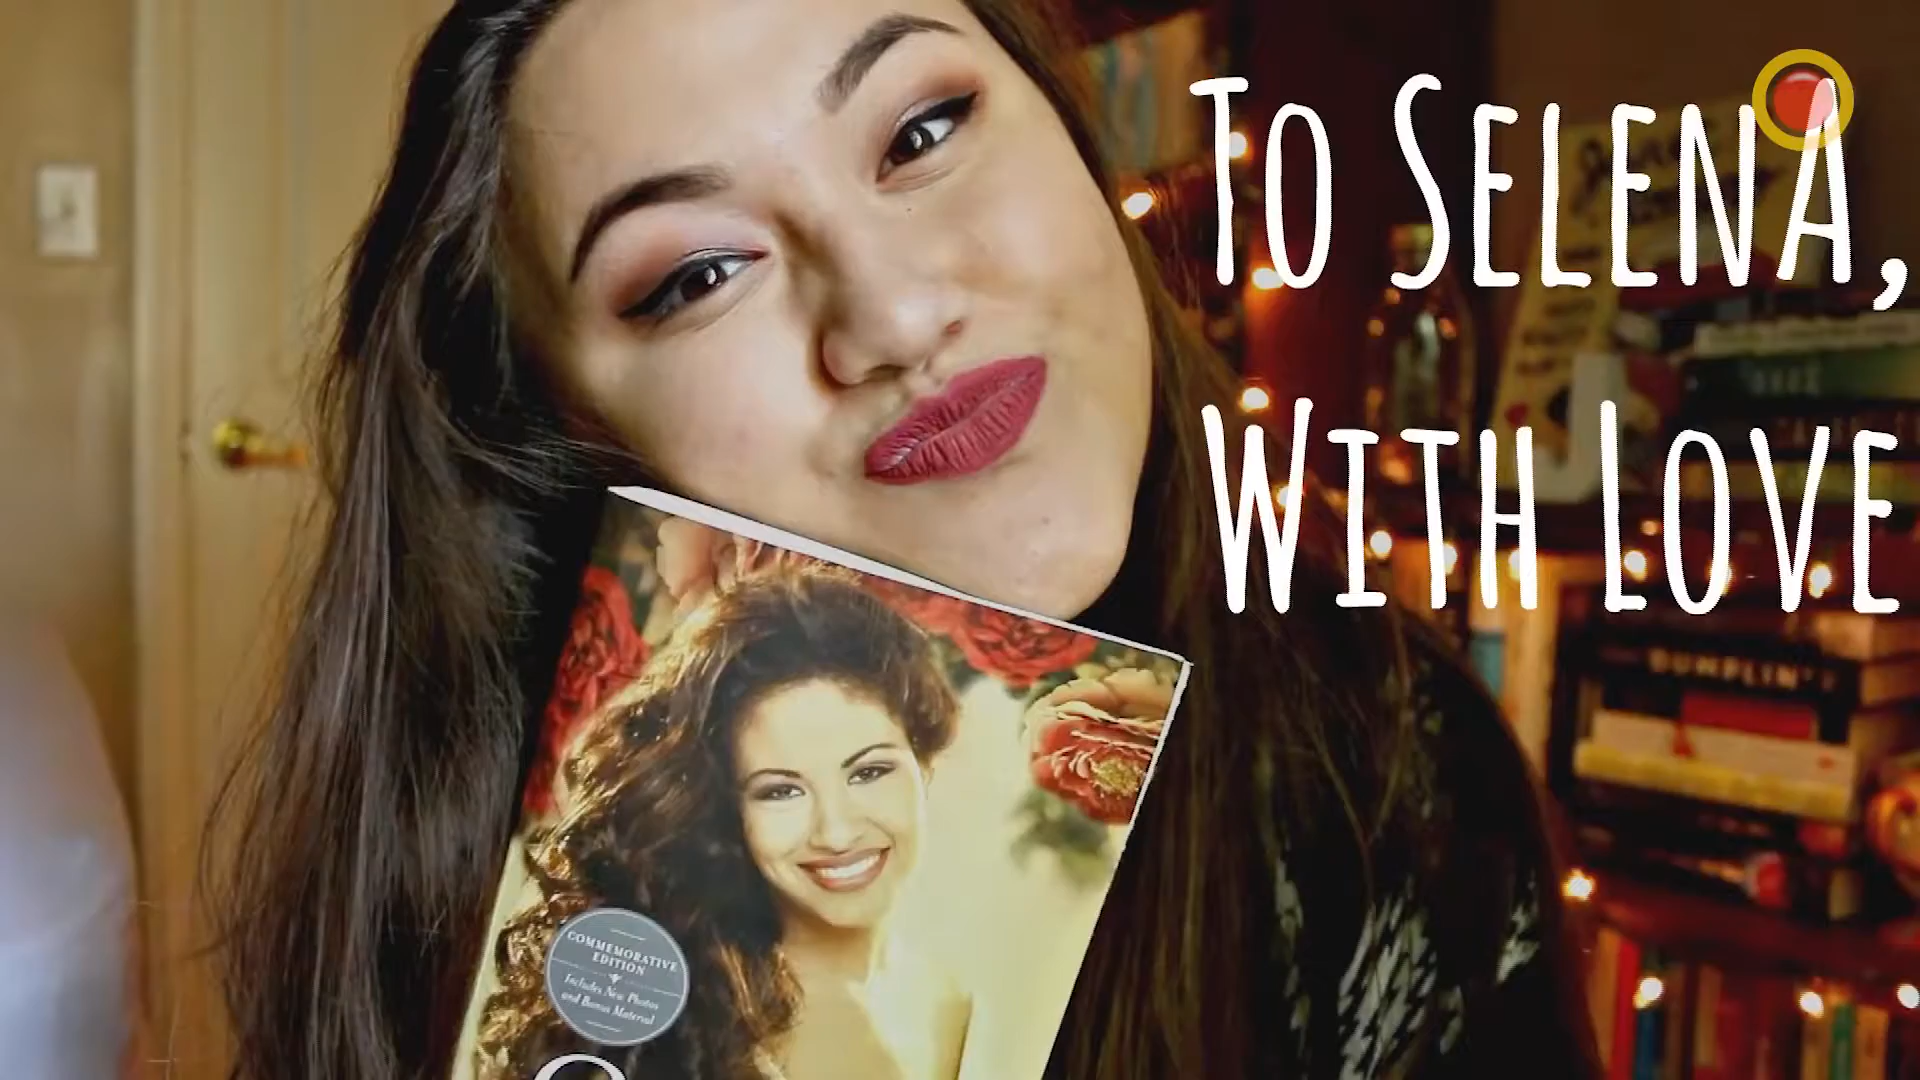 To Selena,
With Love
DUMPLIN'
COMMEMORATIVE
EDITION
Includes New Photos
and Bonus Material